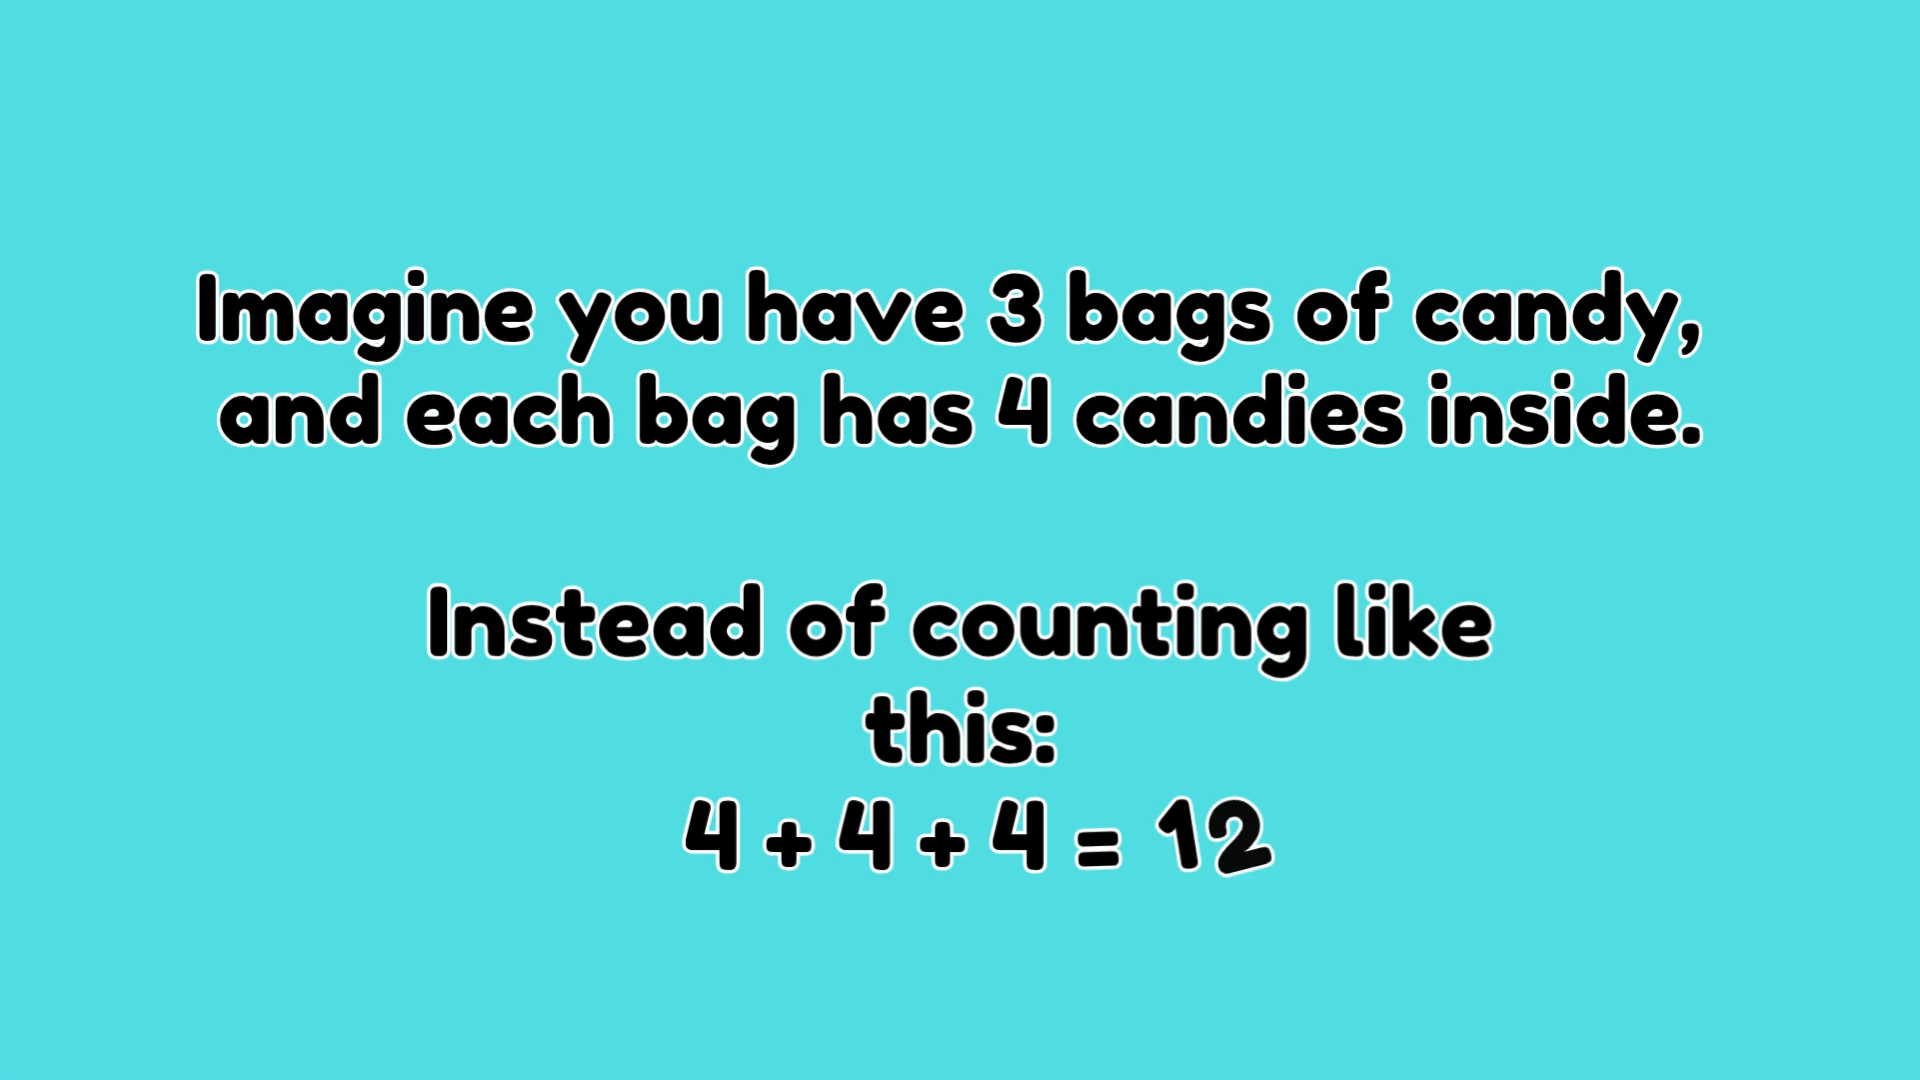 Imagine you have 3 bags of candy,
and each bag has 4 candies inside.
Instead of counting like
this:
4 + 4 + 4 = 12